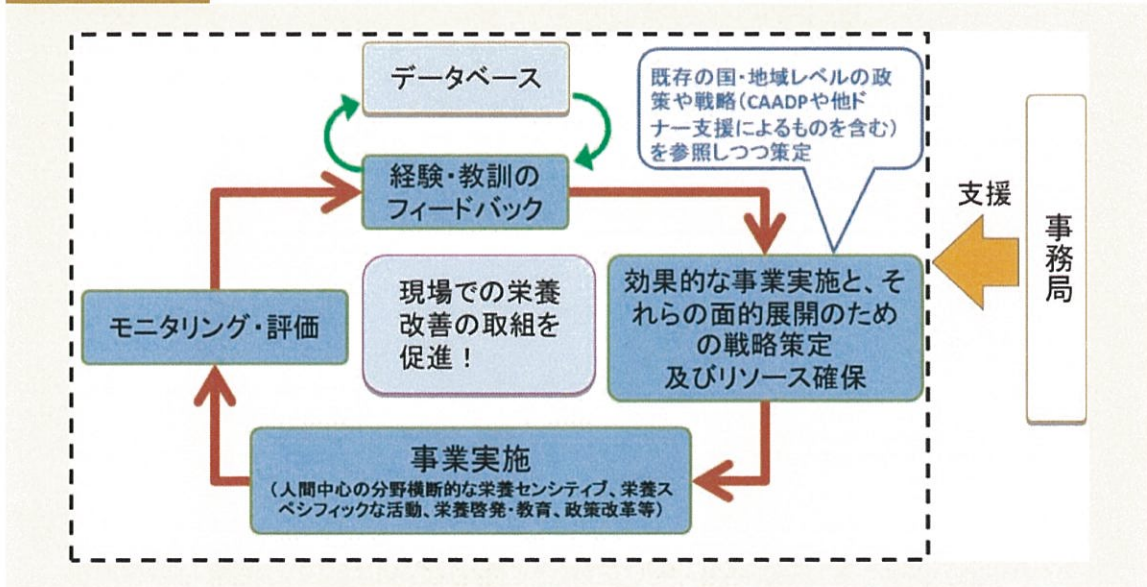 データベース
既存の国・地域レベルの政
策や戦略(CAADPや他ド
ナー支援によるものを含む)
を参照しつつ策定
経験・教訓の
フィードバック
支援
事務局
現場での栄養
改善の取組を
促進！
効果的な事業実施と、そ
れらの面的展開のため
の戦略策定
及びリソース確保
モニタリング・評価
事業実施
(人間中心の分野横断的な栄養センシティブ、栄養ス
ペシフィックな活動、栄養啓発・教育、政策改革等)